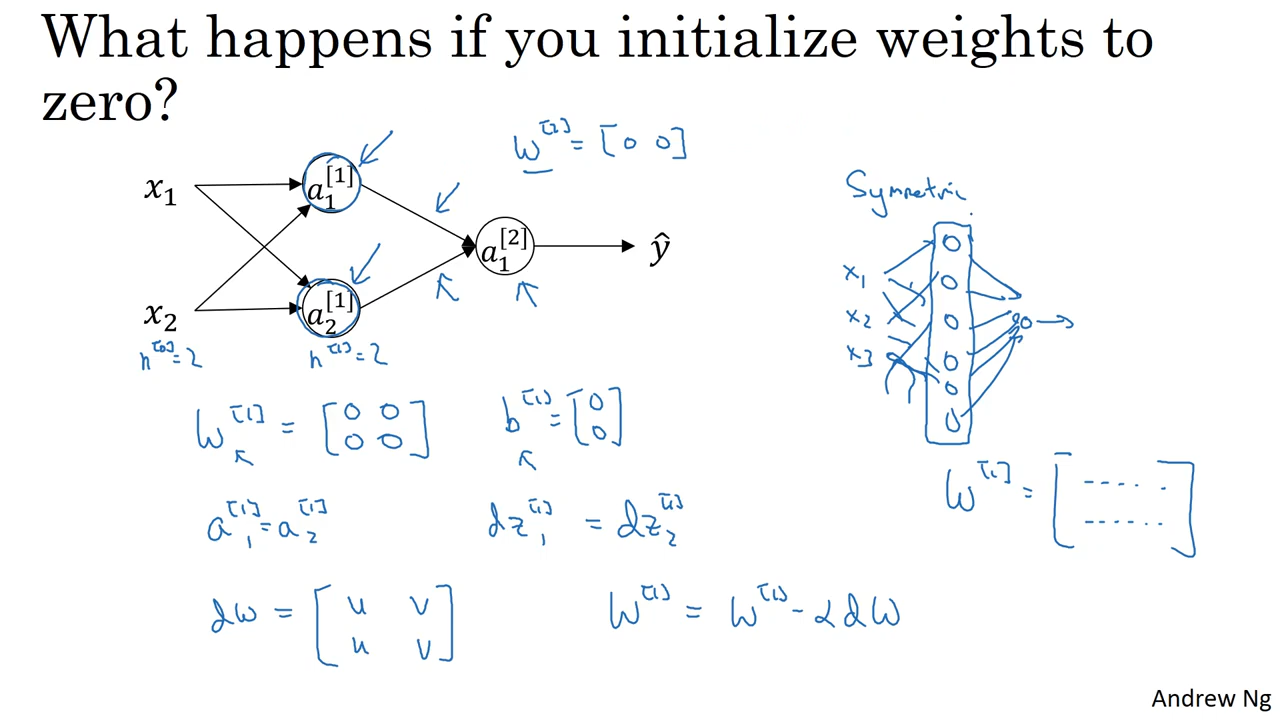 What happens if you initialize weights to
zero?
w^[2] = [0 0]
x₁
a₁^[1]
a₁^[2]
ŷ
x₂
a₂^[1]
n^[0]=2
n^[1]=2
Symmetric
x₁
x₂
x₃
W^[1] = [0 0
0 0]
b^[1] = [0
0]
W^[1] = [-----
------]
a₁^[1] = a₂^[1]
dz₁^[1] = dz₂^[1]
dW = [u v
u v]
W^[1] = W^[1] - αdW
Andrew Ng